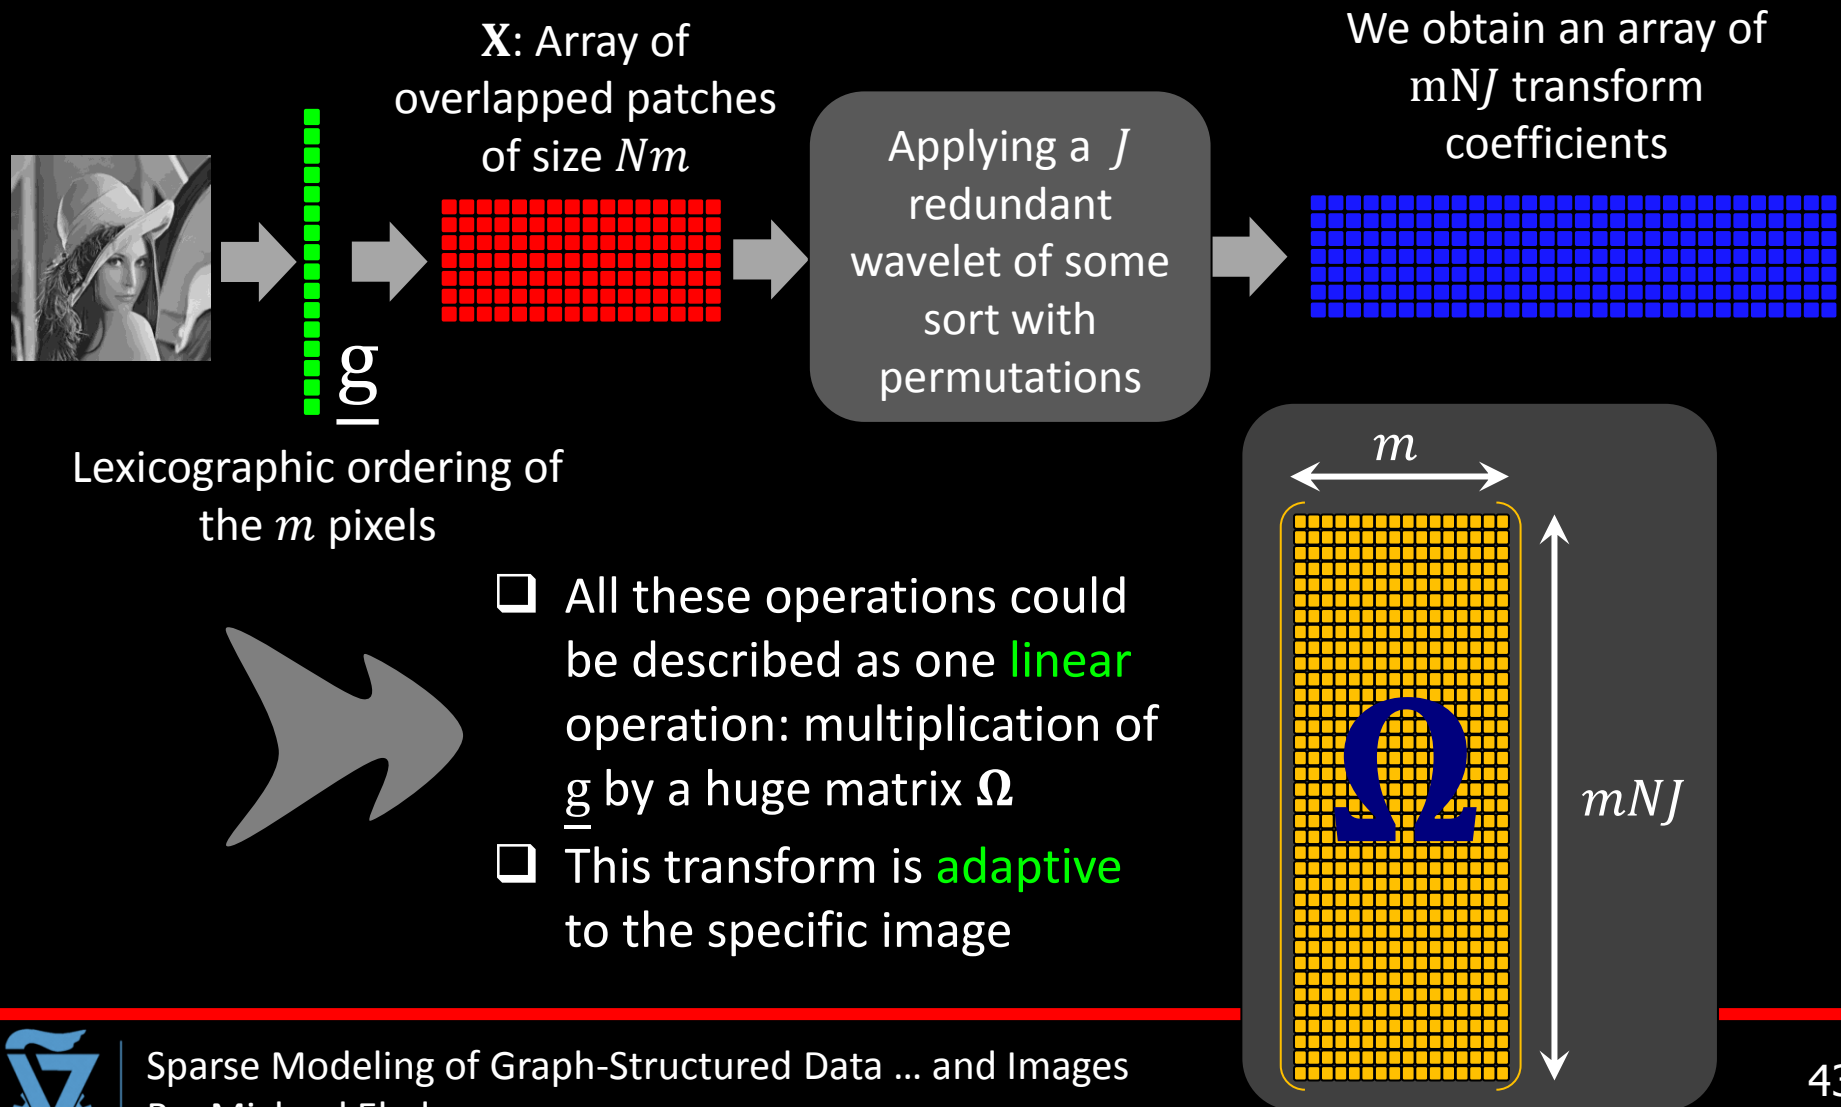 X: Array of
overlapped patches
of size Nm
We obtain an array of
mNJ transform
coefficients
Applying a J
redundant
wavelet of some
sort with
permutations
g
Lexicographic ordering of
the m pixels
m
❑ All these operations could
be described as one linear
operation: multiplication of
g by a huge matrix Ω
❑ This transform is adaptive
to the specific image
Ω
mNJ
Sparse Modeling of Graph-Structured Data … and Images
43